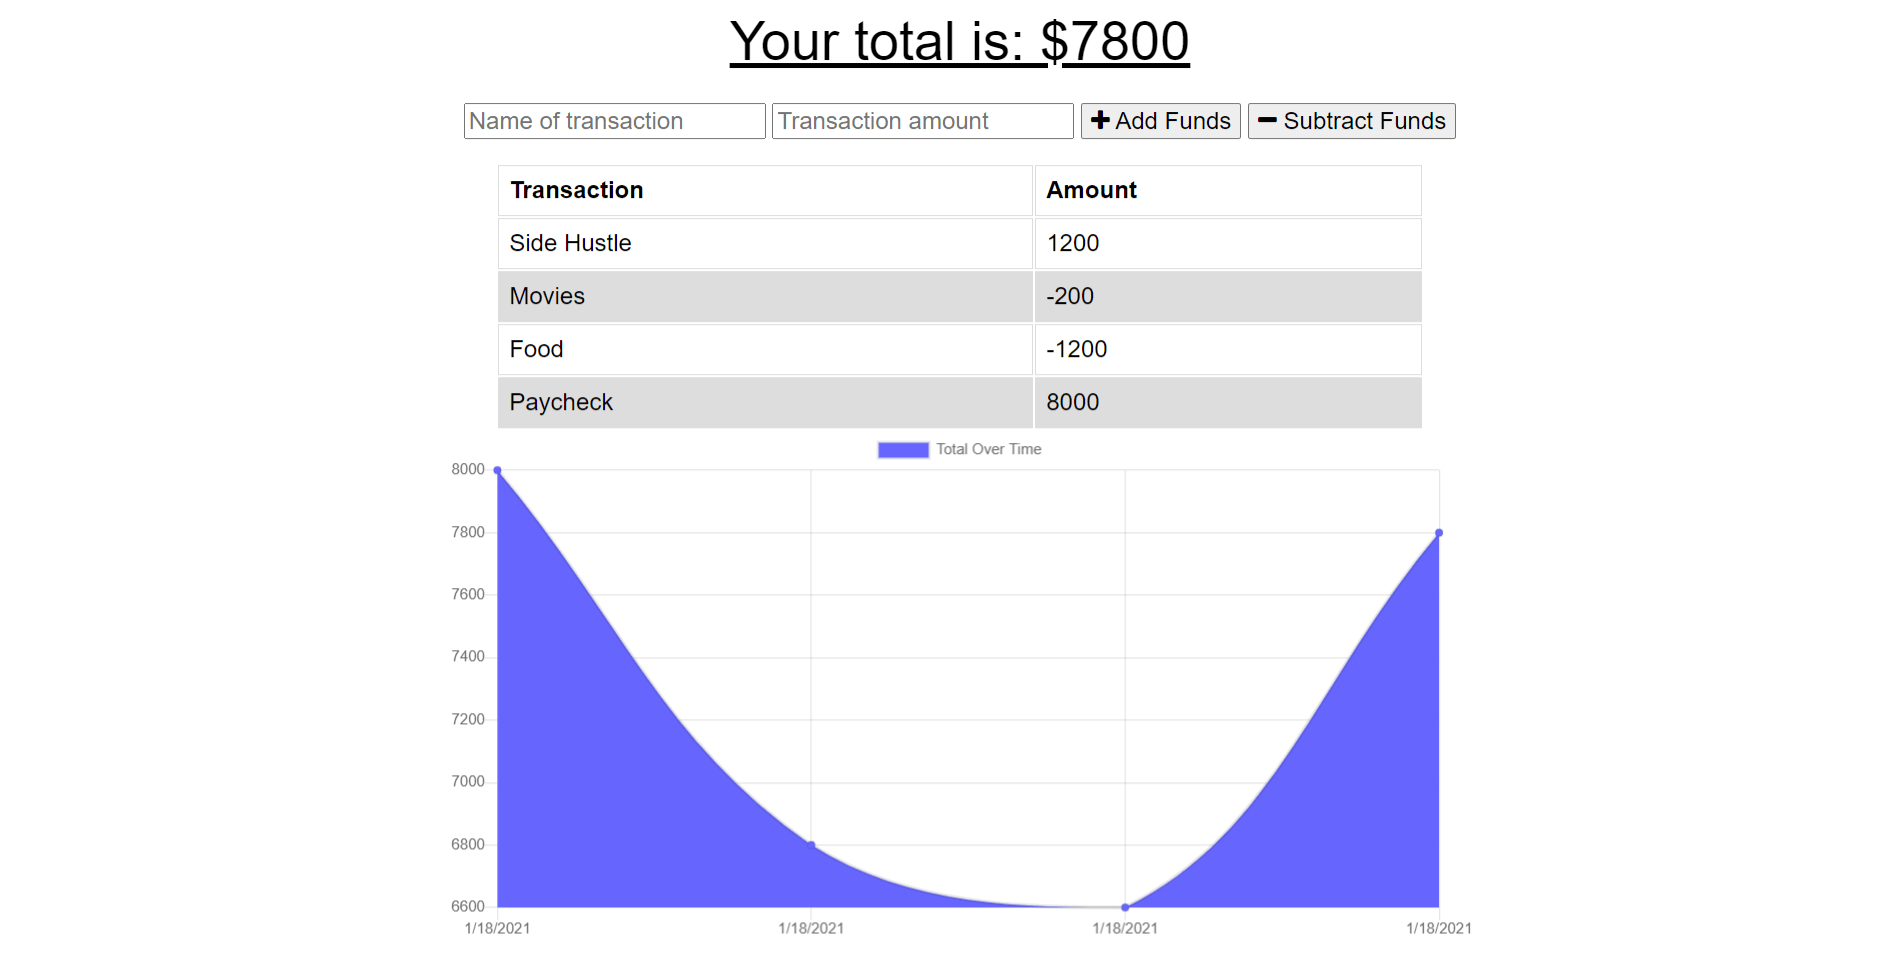 Your total is: $7800
Name of transaction Transaction amount Add Funds Subtract Funds
Transaction Amount
Side Hustle 1200
Movies -200
Food -1200
Paycheck 8000
Total Over Time
8000
7800
7600
7400
7200
7000
6800
6600
1/18/2021 1/18/2021 1/18/2021 1/18/2021